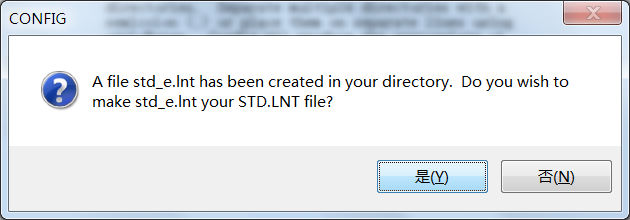 directories. Separate multiple directories with a
semicolon (;) or place them on separate lines using
CONFIG
A file std_e.lnt has been created in your directory.  Do you wish to
make std_e.lnt your STD.LNT file?
是(Y)
否(N)